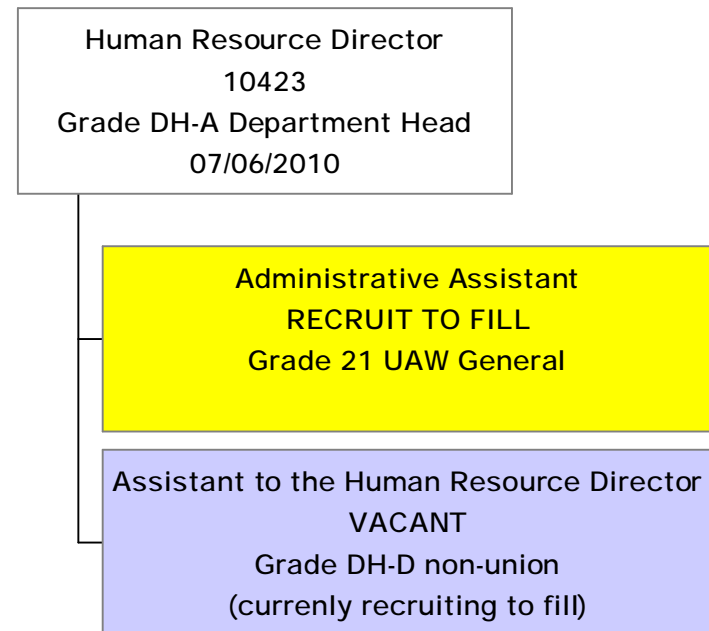 Human Resource Director
10423
Grade DH-A Department Head
07/06/2010
Administrative Assistant
RECRUIT TO FILL
Grade 21 UAW General
Assistant to the Human Resource Director
VACANT
Grade DH-D non-union
(currenly recruiting to fill)